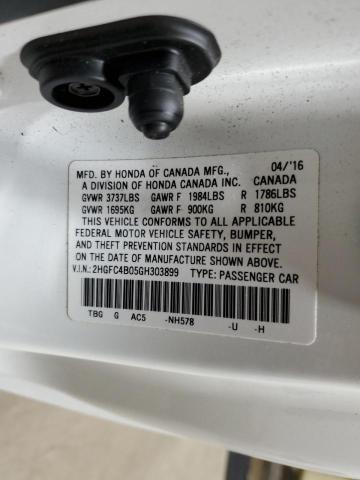 MFD. BY HONDA OF CANADA MFG., 04/'16
A DIVISION OF HONDA CANADA INC. CANADA
GVWR 3737LBS GAWR F 1984LBS R 1786LBS
GVWR 1695KG GAWR F 900KG R 810KG
THIS VEHICLE CONFORMS TO ALL APPLICABLE
FEDERAL MOTOR VEHICLE SAFETY, BUMPER,
AND THEFT PREVENTION STANDARDS IN EFFECT
ON THE DATE OF MANUFACTURE SHOWN ABOVE.
V.I.N.: 2HGFC4B05GH303899 TYPE: PASSENGER CAR
TBG G AC5 -NH578 -U -H